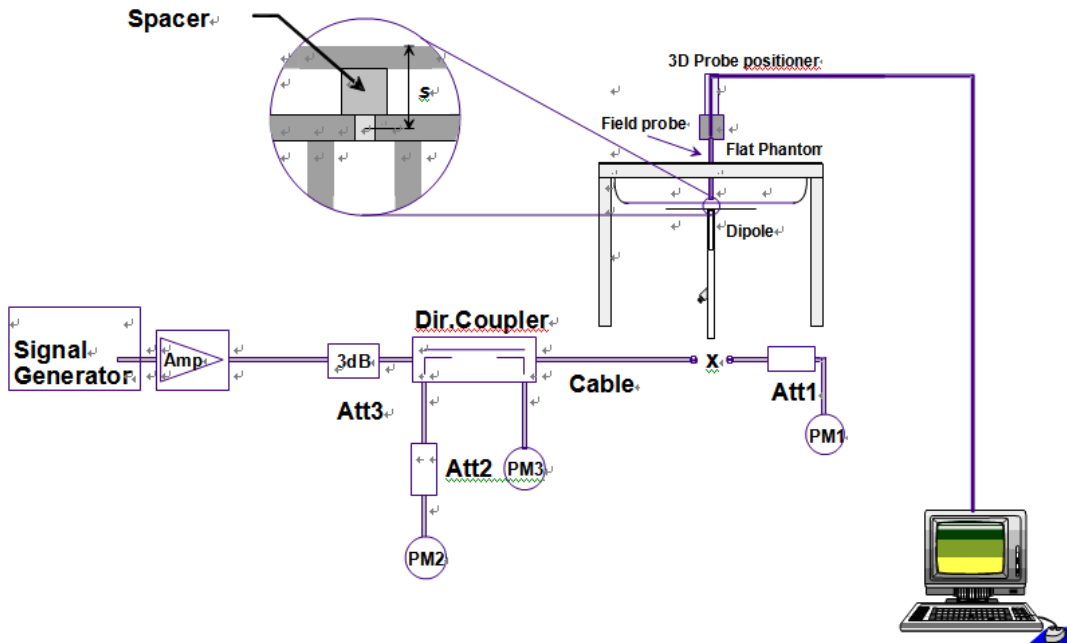 Spacer
s
3D Probe positioner
Field probe
Flat Phantom
Dipole
Signal
Generator
Amp
3dB
Att3
Dir.Coupler
Cable
x
Att1
PM1
Att2
PM3
PM2